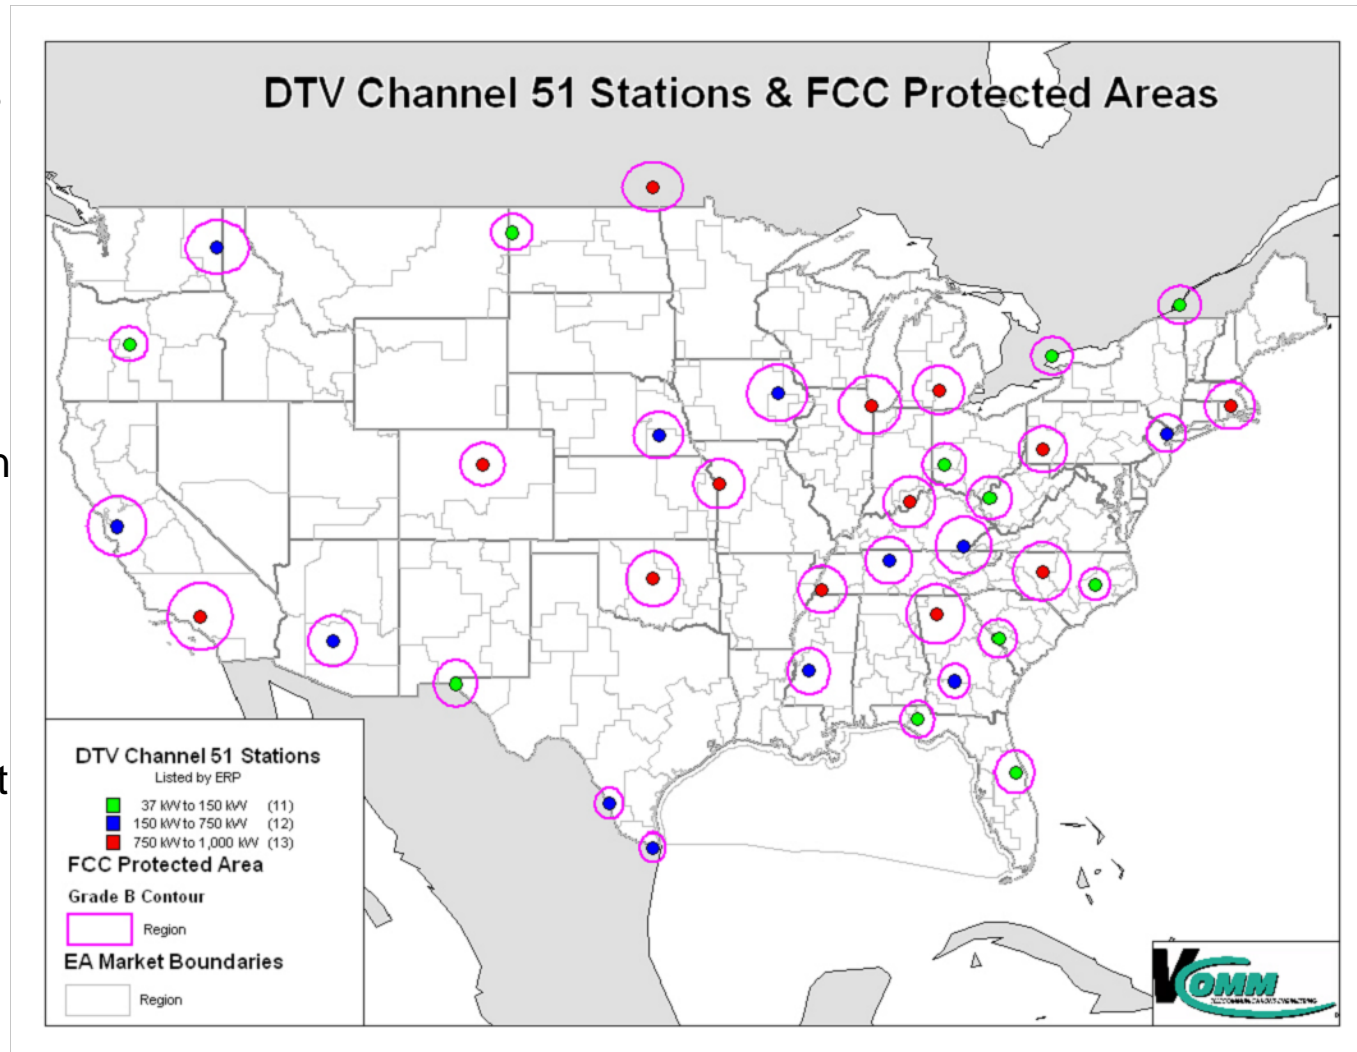 DTV Channel 51 Stations & FCC Protected Areas
n
t
DTV Channel 51 Stations
Listed by ERP
37 kW to 150 kW (11)
150 kW to 750 kW (12)
750 kW to 1,000 kW (13)
FCC Protected Area
Grade B Contour
Region
EA Market Boundaries
Region
VCOMM
TELECOMMUNICATIONS ENGINEERING